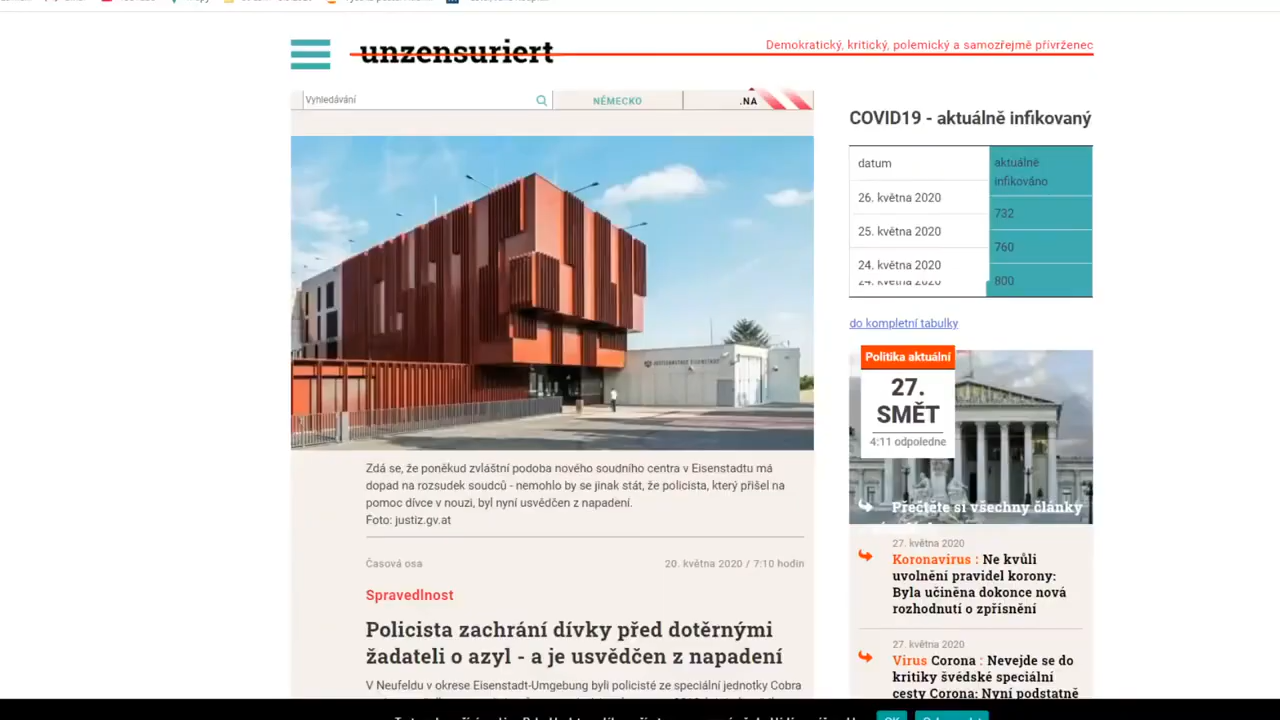 unzensuriert
Demokratický, kritický, polemický a samozřejmě přívrženec
Vyhledávání
NĚMECKO
.NA
COVID19 - aktuálně infikovaný
datum
aktuálně
infikováno
26. května 2020
732
25. května 2020
760
24. května 2020
800
24. května 2020
do kompletní tabulky
Politika aktuální
27.
SMĚT
4:11 odpoledne
Přečtěte si všechny články
JUSTIZZENTRUM EISENSTADT
Zdá se, že poněkud zvláštní podoba nového soudního centra v Eisenstadtu má
dopad na rozsudek soudců - nemohlo by se jinak stát, že policista, který přišel na
pomoc dívce v nouzi, byl nyní usvědčen z napadení.
Foto: justiz.gv.at
Časová osa
20. května 2020 / 7:10 hodin
Spravedlnost
Policista zachrání dívky před dotěrnými
žadateli o azyl - a je usvědčen z napadení
V Neufeldu v okrese Eisenstadt-Umgebung byli policisté ze speciální jednotky Cobra
27. května 2020
Koronavirus : Ne kvůli
uvolnění pravidel korony:
Byla učiněna dokonce nová
rozhodnutí o zpřísnění
27. května 2020
Virus Corona : Nevejde se do
kritiky švédské speciální
cesty Corona: Nyní podstatně
OK